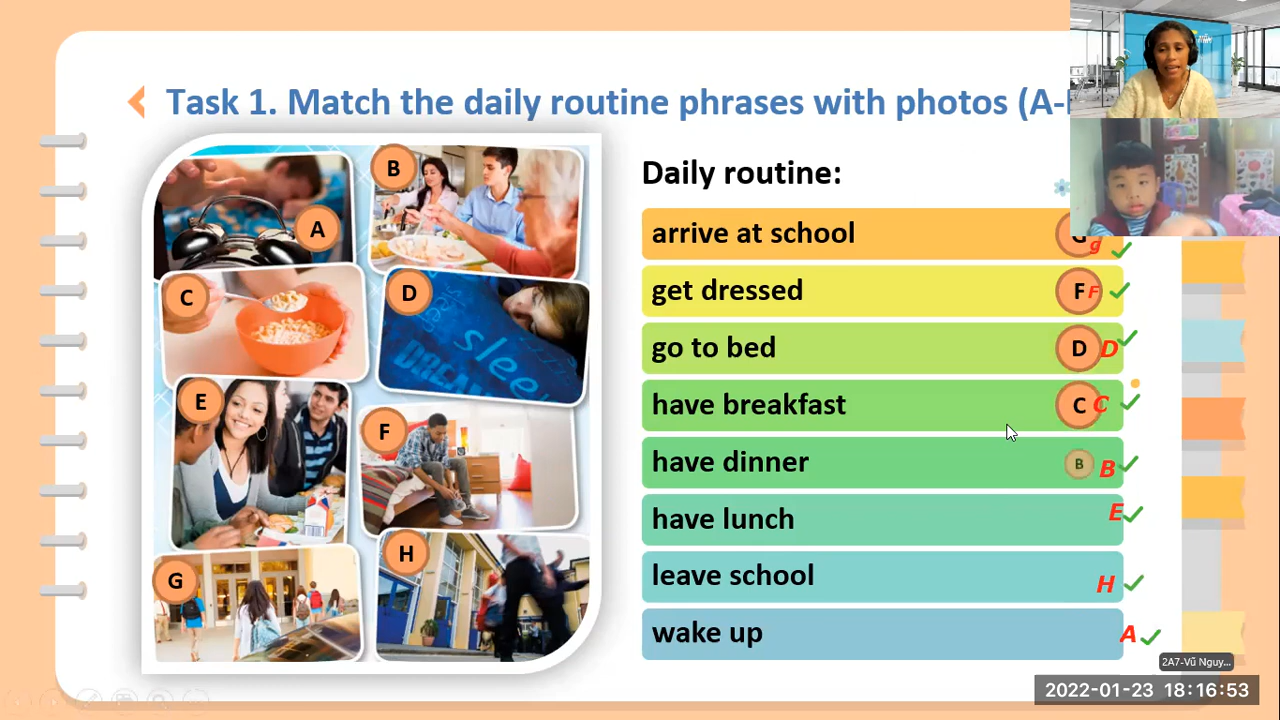 Task 1. Match the daily routine phrases with photos (A-
A
B
C
D
E
F
G
H
Daily routine:
arrive at school g
get dressed F F
go to bed D D
have breakfast C C
have dinner B B
have lunch E
leave school H
wake up A
sleep
2A7-Vũ Nguy...
2022-01-23 18:16:53